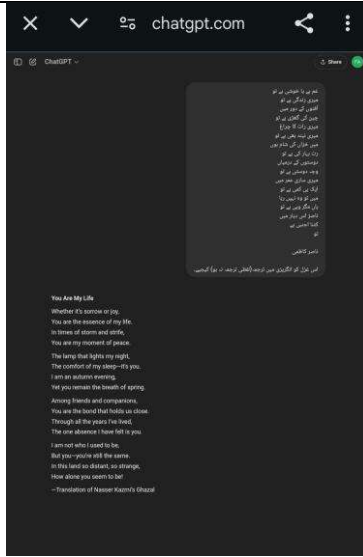 chatgpt.com
ChatGPT
Share
غم ہے یا خوشی ہے تو
میری زندگی ہے تو
آفتوں کے دور میں
چین کی گھڑی ہے تو
میری رات کا چراغ
میری نیند بھی ہے تو
میں خزاں کی شام ہوں
رت بہار کی ہے تو
دوستوں کے درمیاں
وجہ دوستی ہے تو
میری ساری عمر میں
ایک ہی کمی ہے تو
میں تو وہ نہیں رہا
ہاں مگر وہی ہے تو
ناصر اس دیار میں
کتنا اجنبی ہے
تو
ناصر کاظمی
اس غزل کو انگریزی میں ترجمہ (لفظی ترجمہ نہ ہو) کیجیے۔
You Are My Life
Whether it's sorrow or joy,
You are the essence of my life.
In times of storm and strife,
You are my moment of peace.
The lamp that lights my night,
The comfort of my sleep—it's you.
I am an autumn evening,
Yet you remain the breath of spring.
Among friends and companions,
You are the bond that holds us close.
Through all the years I've lived,
The one absence I have felt is you.
I am not who I used to be,
But you—you're still the same.
In this land so distant, so strange,
How alone you seem to be!
—Translation of Nasser Kazmi's Ghazal